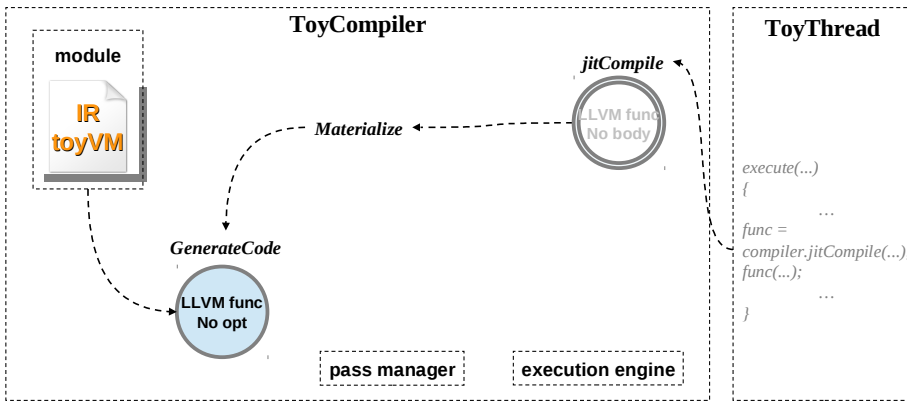 ToyCompiler
module
IR
toyVM
jitCompile
LLVM func
No body
Materialize
GenerateCode
LLVM func
No opt
pass manager
execution engine
ToyThread
execute(...)
{
...
func =
compiler.jitCompile(...)
func(...);
...
}